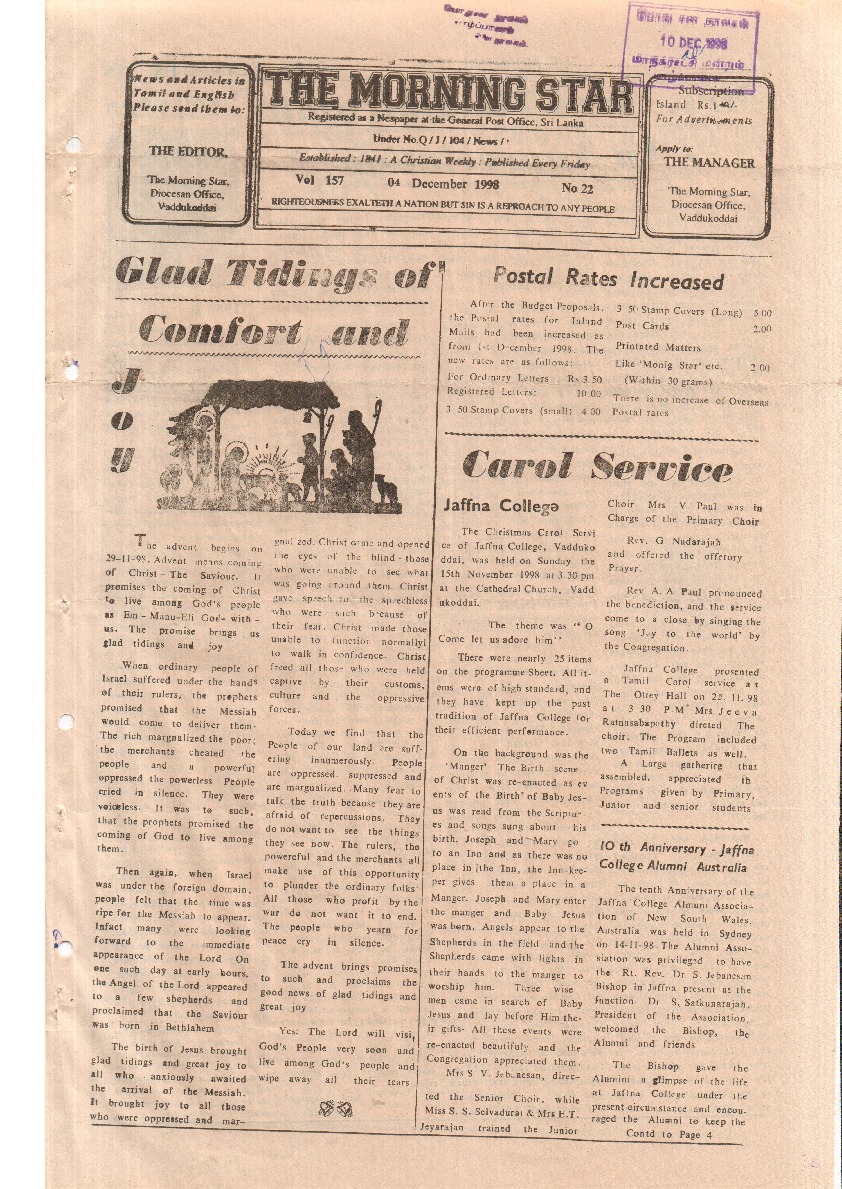 10 DEC 1998
News and Articles in
Tamil and English
Please send them to:
THE EDITOR,
The Morning Star,
Diocesan Office,
Vaddukoddai
THE MORNING STAR
Registered as a Nespaper at the General Post Office, Sri Lanka
Under No.Q / J / 104 / News / '
Established : 1841 : A Christian Weekly : Published Every Friday
Vol 157 04 December 1998 No 22
RIGHTEOUSNESS EXALTETH A NATION BUT SIN IS A REPROACH TO ANY PEOPLE
Subscription
Island Rs.
For Advertisments
Apply to:
THE MANAGER
The Morning Star,
Diocesan Office,
Vaddukoddai
Glad Tidings of
Comfort and
Joy
The advent begins on
29-11-98. Advent means coming
of Christ – The Saviour. It
promises the coming of Christ
to live among God's people
as Em – Manu-Eli God – with –
us. The promise brings us
glad tidings and joy
When ordinary people of
Israel suffered under the hands
of their rulers, the prophets
promised that the Messiah
would come to deliver them.
The rich margnalized the poor;
the merchants cheated the
people and a powerful
oppressed the powerless People
cried in silence. They were
voiceless. It was to such,
that the prophets promised the
coming of God to live among
them.
Then again, when Israel
was under the foreign domain,
people felt that the time was
ripe for the Messiah to appear.
Infact many were looking
forward to the immediate
appearance of the Lord On
one such day at early hours,
the Angel of the Lord appeared
to a few shepherds and
proclaimed that the Saviour
was born in Bethlahem
The birth of Jesus brought
glad tidings and great joy to
all who anxiously awaited
the arrival of the Messiah.
It brought joy to all those
who were oppressed and mar–
gnalized. Christ came and opened
the eyes of the blind - those
who were unable to see what
was going around them. Christ
gave speech to the speechless
who were such because of
their fear. Christ made those
unable to function normallyl
to walk in confidence. Christ
freed all those who were held
captive by their customs,
culture and the oppressive
forces.
Today we find that the
People of our land are suff-
ering innumerously. People
are oppressed, suppressed and
are margualized. Many fear to
talk the truth because they are
afraid of repercussions. They
do not want to see the things
they see now. The rulers, the
powerful and the merchants all
make use of this opportunity
to plunder the ordinary folks
All those who profit by the
war do not want it to end.
The people who yearn for
peace cry in silence.
The advent brings promises
to such and proclaims the
good news of glad tidings and
great joy
Yes: The Lord will visit
God's People very soon and
live among God's people and
wipe away all their tears
Postal Rates Increased
After the Budget Proposals,
the Postal rates for Inland
Mails had been increased as
from 1st December 1998. The
new rates are as follows:
For Ordinary Letters Rs 3.50
Registered Letters: 10.00
3 50 Stamp Covers (small) 4.00
3 50 Stamp Covers (Long) 5.00
Post Cards 2.00
Printated Matters
Like 'Monig Star' etc. 2.00
(Within 30 grams)
There is no increase of Overseas
Postal rates
Carol Service
Jaffna College
The Christmas Carol Servi
ce of Jaffna College, Vadduko
ddai, was held on Sunday the
15th November 1998 at 3.30 pm
at the Cathedral Church, Vadd
ukoddai.
The theme was "O
Come let us adore him"
There were nearly 25 items
on the programme Sheet. All it-
ems were of high standard, and
they have kept up the past
tradition of Jaffna College for
their efficient performance.
On the background was the
'Manger' The Birth scene
of Christ was re-enacted as ev
ents of the Birth' of Baby Jes-
us was read from the Scriptur-
es and songs sung about his
birth. Joseph and Mary go
to an Inn and as there was no
place in the Inn, the Inn-kee-
per gives them a place in a
Manger. Joseph and Mary enter
the manger and Baby Jesus
was born. Angels appear to the
Shepherds in the field and the
Shepherds came with lights in
their hands to the manger to
worship him. Three wise
men came in search of Baby
Jesus and lay before Him the-
ir gifts- All these events were
re-enacted beautifuly and the
Congregation appreciated them.
Mrs S. V. Jebanesan, direc-
ted the Senior Choir, while
Miss S. S. Selvadurai & Mrs E.T.
Jeyarajan trained the Junior
Choir Mrs V Paul was in
Charge of the Primary Choir
Rev. G Nadarajah
and offered the offertory
Prayer.
Rev A. A Paul pronounced
the benediction, and the service
come to a close by singing the
song 'Joy to the world' by
the Congregation.
Jaffna College presented
a Tamil Carol service at
The Ottey Hall on 22. 11. 98
at 3 30 P.M Mrs Jeeva
Ratnasabapathy directed The
choir. The Program included
two Tamil Ballets as well.
A Large gathering that
assembled, appreciated th
Programs given by Primary,
Junior and senior students
10 th Anniversary - Jaffna
College Alumni Australia
The tenth Anniversary of the
Jaffna College Almuni Associa-
tion of New South Wales,
Australia was held in Sydney
on 14-11-98. The Alumni Asso-
siation was privileged to have
the Rt. Rev. Dr S. Jebanesan
Bishop in Jaffna present as the
function. Dr S. Satkunarajah,
President of the Association,
welcomed the Bishop, the
Alumni and friends
The Bishop gave the
Alumini a glimpse of the life
at Jaffna College under the
present circumstance and encou-
raged the Alumni to keep the
Contd to Page 4